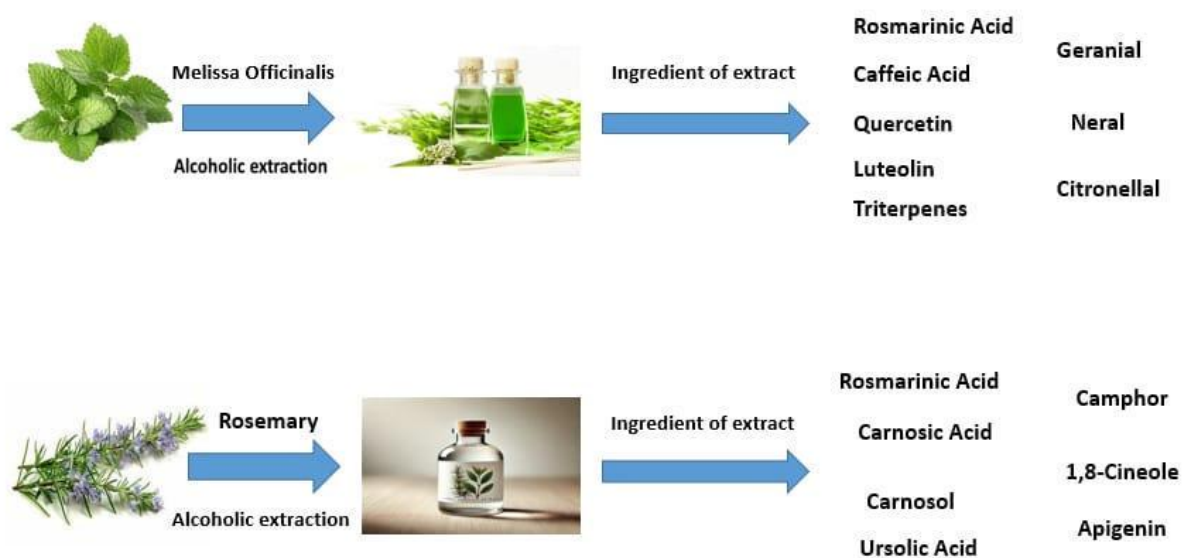 Melissa Officinalis
Alcoholic extraction
Ingredient of extract
Rosmarinic Acid
Caffeic Acid
Quercetin
Luteolin
Triterpenes
Geranial
Neral
Citronellal
Rosemary
Alcoholic extraction
Ingredient of extract
Rosmarinic Acid
Carnosic Acid
Carnosol
Ursolic Acid
Camphor
1,8-Cineole
Apigenin